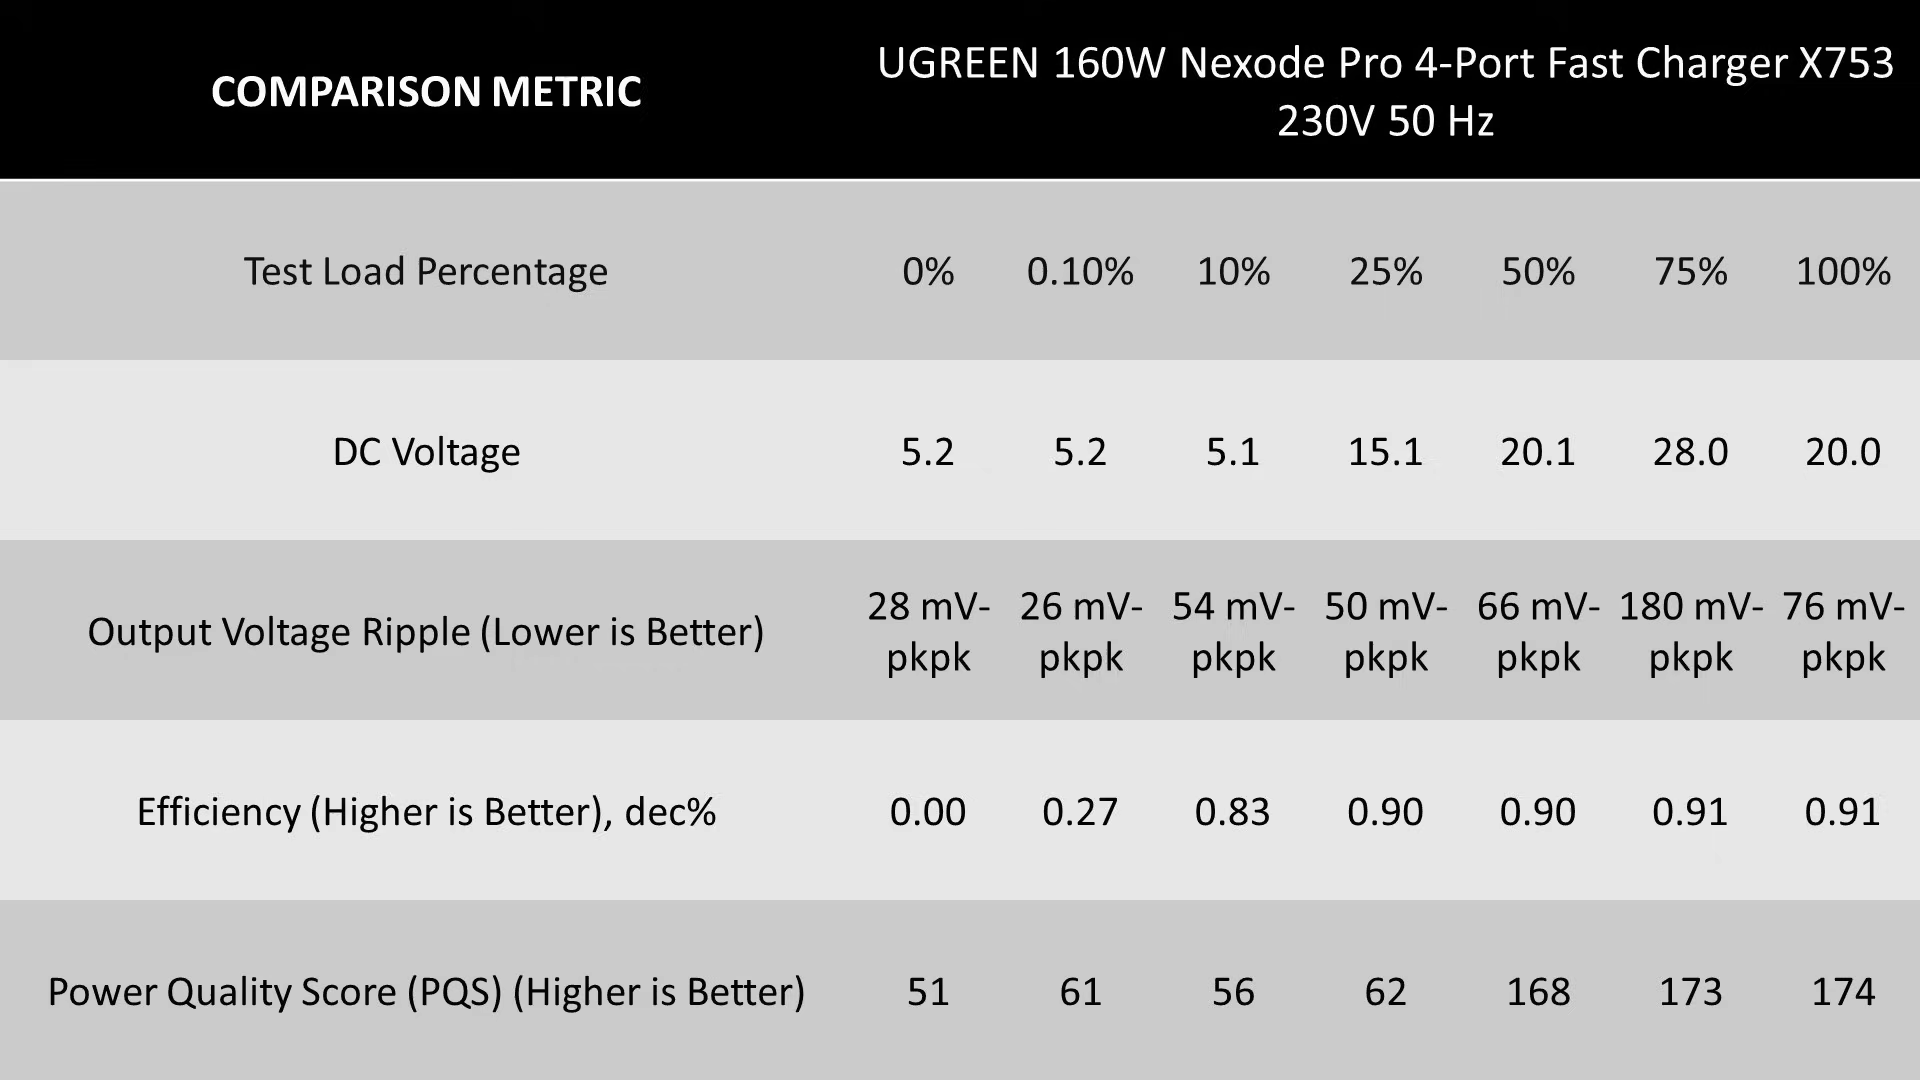 COMPARISON METRIC
UGREEN 160W Nexode Pro 4-Port Fast Charger X753
230V 50 Hz
Test Load Percentage 0% 0.10% 10% 25% 50% 75% 100%
DC Voltage 5.2 5.2 5.1 15.1 20.1 28.0 20.0
Output Voltage Ripple (Lower is Better) 28 mV-pkpk 26 mV-pkpk 54 mV-pkpk 50 mV-pkpk 66 mV-pkpk 180 mV-pkpk 76 mV-pkpk
Efficiency (Higher is Better), dec% 0.00 0.27 0.83 0.90 0.90 0.91 0.91
Power Quality Score (PQS) (Higher is Better) 51 61 56 62 168 173 174